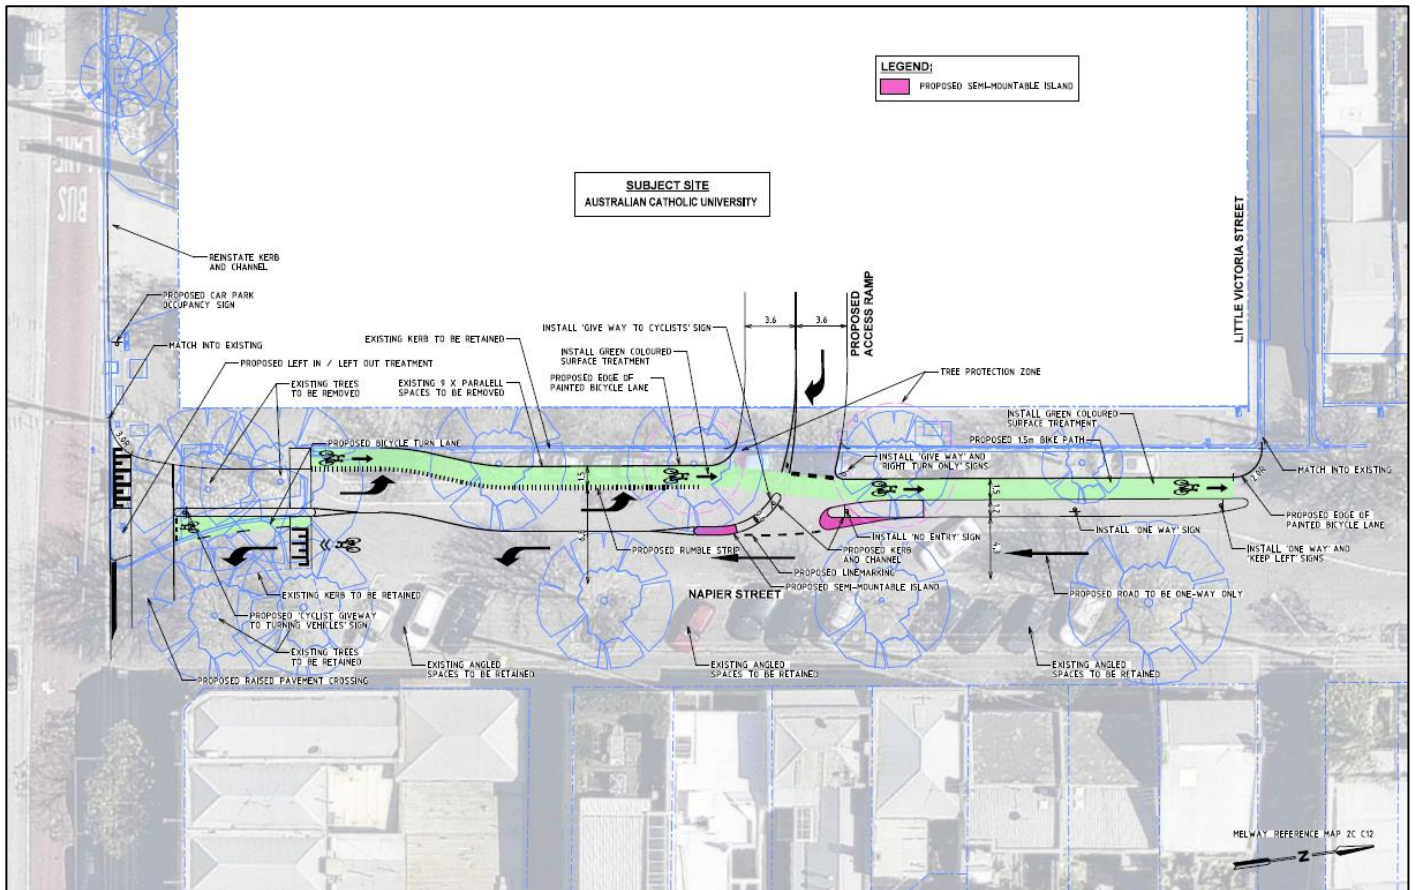 LEGEND;
PROPOSED SEMI-MOUNTABLE ISLAND
SUBJECT SITE
AUSTRALIAN CATHOLIC UNIVERSITY
LITTLE VICTORIA STREET
BUS
LANE
REINSTATE KERB
AND CHANNEL
PROPOSED CAR PARK
OCCUPANCY SIGN
MATCH INTO EXISTING
PROPOSED LEFT IN / LEFT OUT TREATMENT
EXISTING TREES
TO BE REMOVED
EXISTING KERB TO BE RETAINED
EXISTING 9 X PARALELL
SPACES TO BE REMOVED
INSTALL 'GIVE WAY TO CYCLISTS' SIGN
INSTALL GREEN COLOURED
SURFACE TREATMENT
PROPOSED EDGE OF
PAINTED BICYCLE LANE
3.6
3.6
PROPOSED
ACCESS RAMP
TREE PROTECTION ZONE
INSTALL GREEN COLOURED
SURFACE TREATMENT
PROPOSED 1.5m BIKE PATH
PROPOSED BICYCLE TURN LANE
INSTALL 'GIVE WAY' AND
'RIGHT TURN ONLY' SIGNS
MATCH INTO EXISTING
3.0R
2.0R
1.5
1.5
1.2
4.3
PROPOSED EDGE OF
PAINTED BICYCLE LANE
INSTALL 'ONE WAY' SIGN
INSTALL 'ONE WAY' AND
'KEEP LEFT' SIGNS
INSTALL 'NO ENTRY' SIGN
PROPOSED RUMBLE STRIP
PROPOSED KERB
AND CHANNEL
PROPOSED LINEMARKING
PROPOSED SEMI-MOUNTABLE ISLAND
NAPIER STREET
PROPOSED ROAD TO BE ONE-WAY ONLY
EXISTING KERB TO BE RETAINED
PROPOSED 'CYCLIST GIVEWAY
TO TURNING VEHICLES' SIGN
EXISTING TREES
TO BE RETAINED
PROPOSED RAISED PAVEMENT CROSSING
EXISTING ANGLED
SPACES TO BE RETAINED
EXISTING ANGLED
SPACES TO BE RETAINED
EXISTING ANGLED
SPACES TO BE RETAINED
MELWAY REFERENCE MAP 2C C12
N